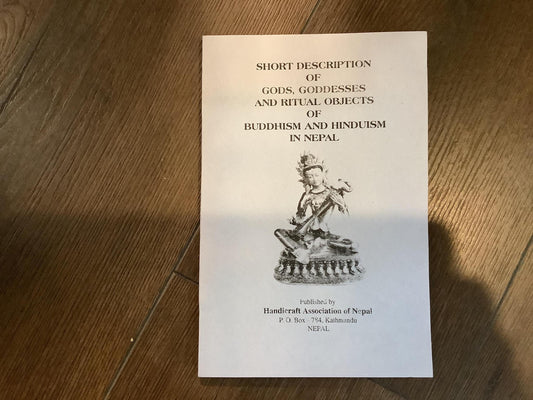 SHORT DESCRIPTION
OF
GODS, GODDESSES
AND RITUAL OBJECTS
OF
BUDDHISM AND HINDUISM
IN NEPAL
Published by
Handicraft Association of Nepal
P. O. Box - 784, Kathmandu
NEPAL